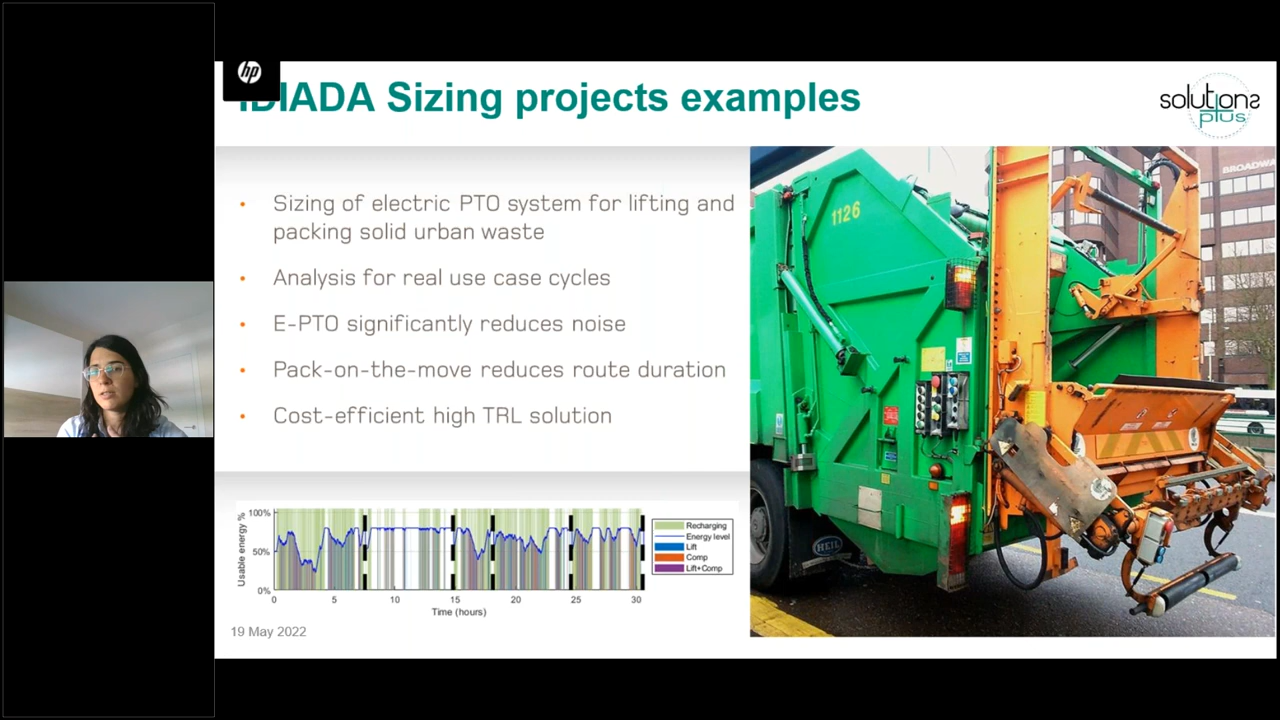 hp
IDIADA Sizing projects examples
solutions
plus
• Sizing of electric PTO system for lifting and
packing solid urban waste
• Analysis for real use case cycles
• E-PTO significantly reduces noise
• Pack-on-the-move reduces route duration
• Cost-efficient high TRL solution
1126
BROADWA
HEIL
Usable energy %
100%
50%
0%
0 5 10 15 20 25 30
Time (hours)
Recharging
Energy level
Lift
Comp
Lift+Comp
19 May 2022